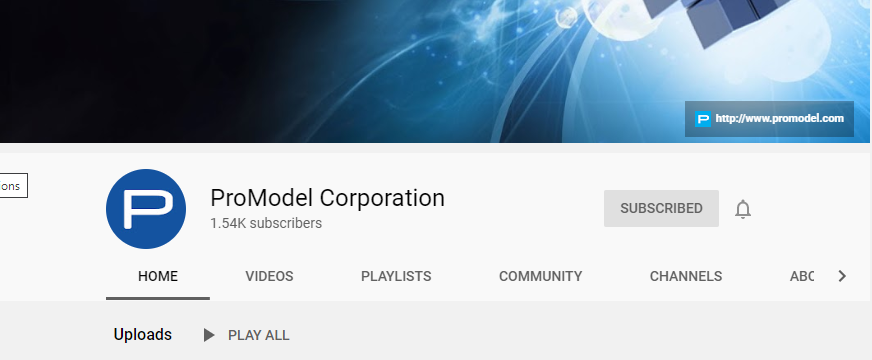 http://www.promodel.com
ions
ProModel Corporation
1.54K subscribers
SUBSCRIBED
HOME VIDEOS PLAYLISTS COMMUNITY CHANNELS ABC
Uploads PLAY ALL